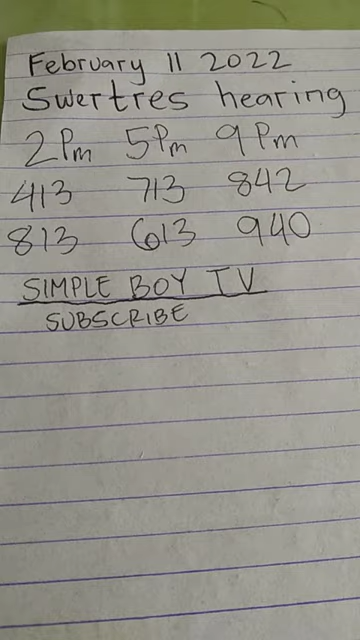 February 11 2022
Swertres hearing
2Pm 5Pm 9Pm
413 713 842
813 613 940
SIMPLE BOY TV
SUBSCRIBE